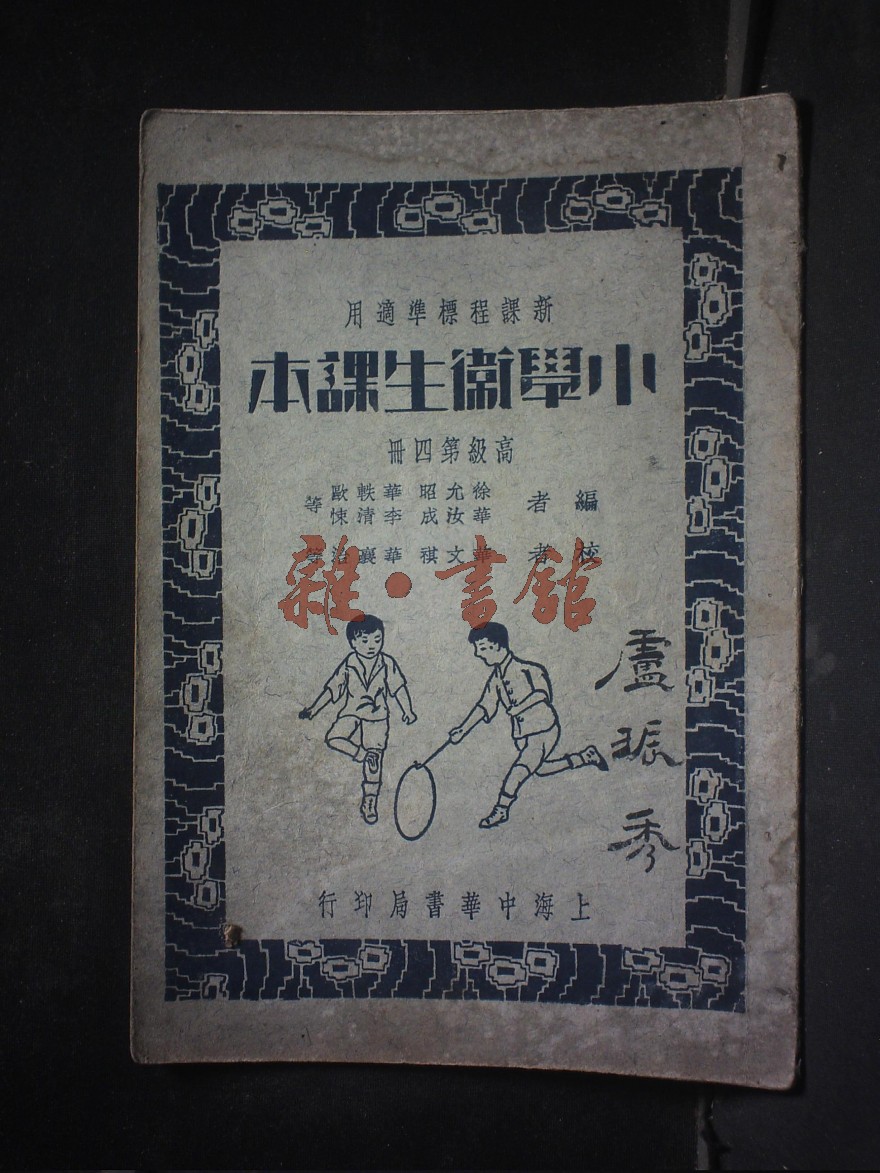 新課程標準適用
小學衛生課本
高級第四冊
編者 徐允昭 華軼歐 等
華汝成 李清悚
校者 華文祺 華襄治 等
雜•書館
盧振秀
上海中華書局印行